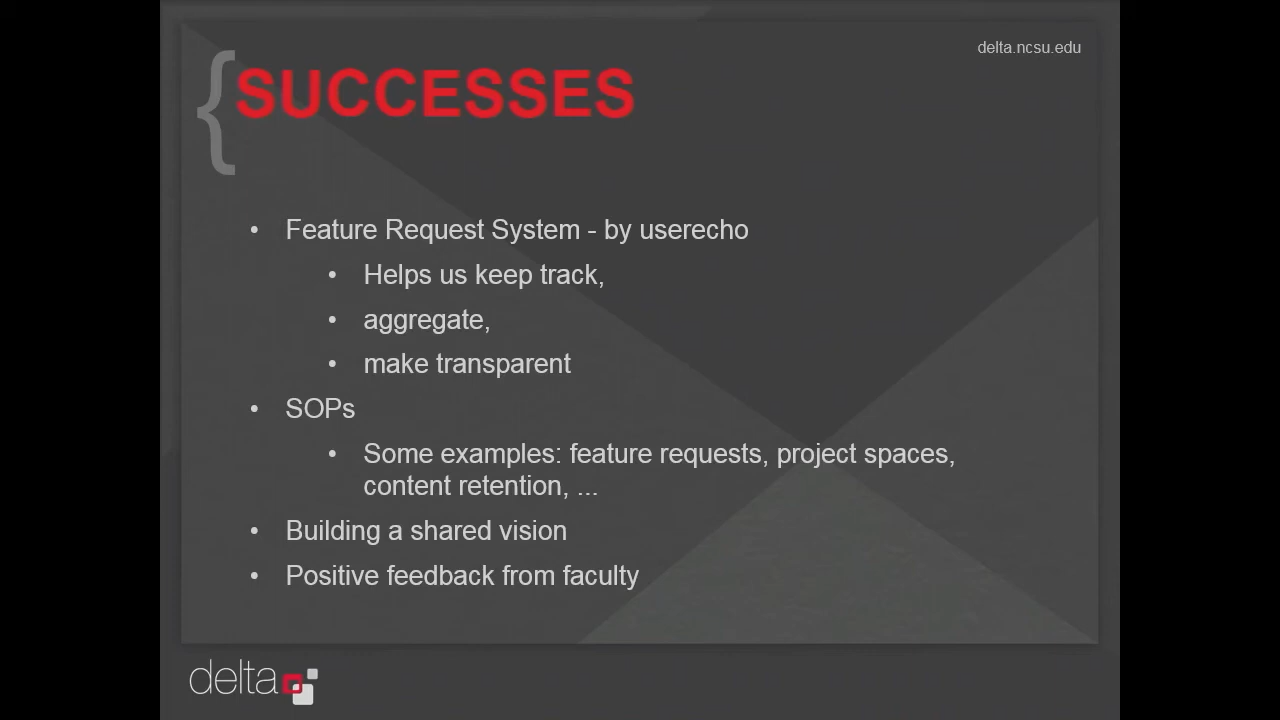 delta.ncsu.edu
{SUCCESSES
• Feature Request System - by userecho
• Helps us keep track,
• aggregate,
• make transparent
• SOPs
• Some examples: feature requests, project spaces,
content retention, ...
• Building a shared vision
• Positive feedback from faculty
delta